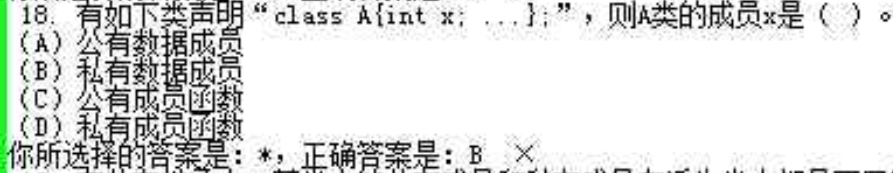 18. 有如下类声明“class A{int x; ...};”，则A类的成员x是（ ）。
（A）公有数据成员
（B）私有数据成员
（C）公有成员函数
（D）私有成员函数
你所选择的答案是：*，正确答案是：B ×